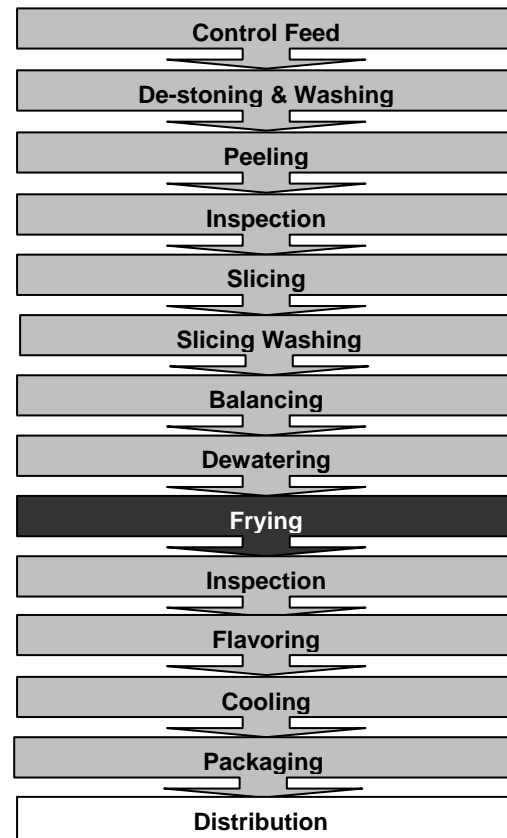 Control Feed
De-stoning & Washing
Peeling
Inspection
Slicing
Slicing Washing
Balancing
Dewatering
Frying
Inspection
Flavoring
Cooling
Packaging
Distribution